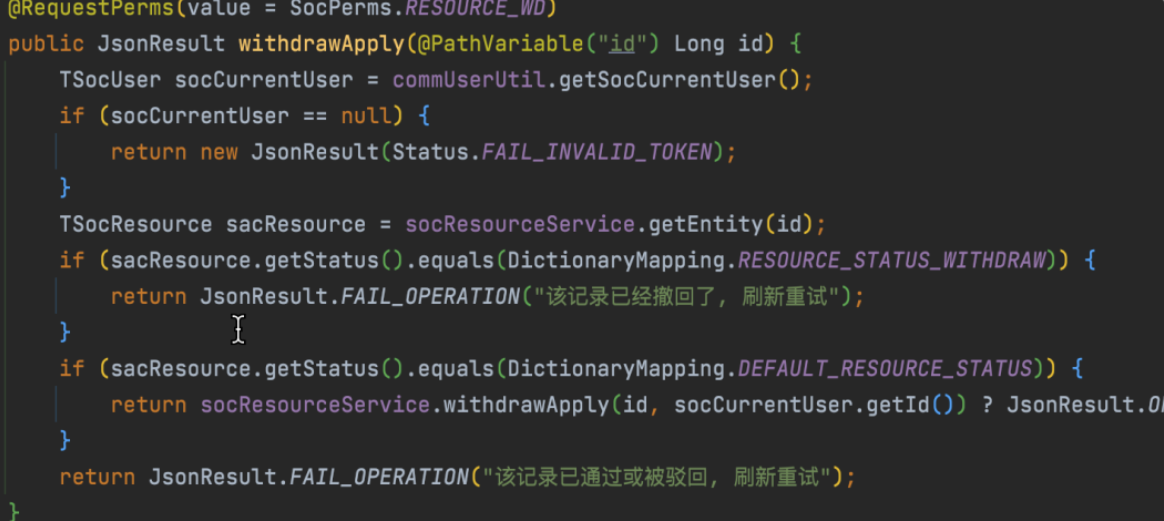 @RequestPerms(value = SocPerms.RESOURCE_WD)
public JsonResult withdrawApply(@PathVariable("id") Long id) {
TSocUser socCurrentUser = commUserUtil.getSocCurrentUser();
if (socCurrentUser == null) {
return new JsonResult(Status.FAIL_INVALID_TOKEN);
}
TSocResource sacResource = socResourceService.getEntity(id);
if (sacResource.getStatus().equals(DictionaryMapping.RESOURCE_STATUS_WITHDRAW)) {
return JsonResult.FAIL_OPERATION("该记录已经撤回了, 刷新重试");
}
if (sacResource.getStatus().equals(DictionaryMapping.DEFAULT_RESOURCE_STATUS)) {
return socResourceService.withdrawApply(id, socCurrentUser.getId()) ? JsonResult.
}
return JsonResult.FAIL_OPERATION("该记录已通过或被驳回, 刷新重试");
}